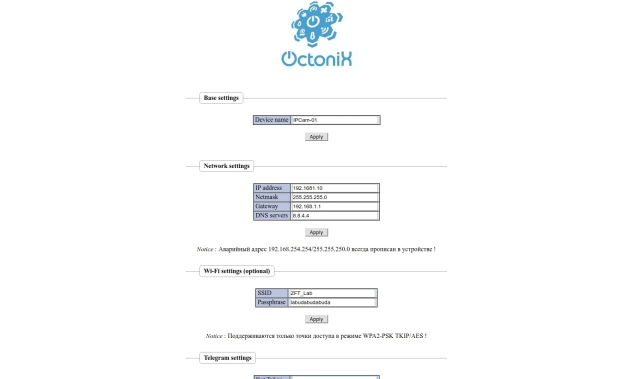 OctoniX
Base settings
Device name IPCam-01
Apply
Network settings
IP address 192.1681.10
Netmask 255.255.255.0
Gateway 192.168.1.1
DNS servers 8.8.4.4
Apply
Notice : Аварийный адрес 192.168.254.254/255.255.250.0 всегда прописан в устройстве !
Wi-Fi settings (optional)
SSID ZFT_Lab
Passphrase labudabudabuda
Apply
Notice : Поддерживаются только точки доступа в режиме WPA2-PSK TKIP/AES !
Telegram settings